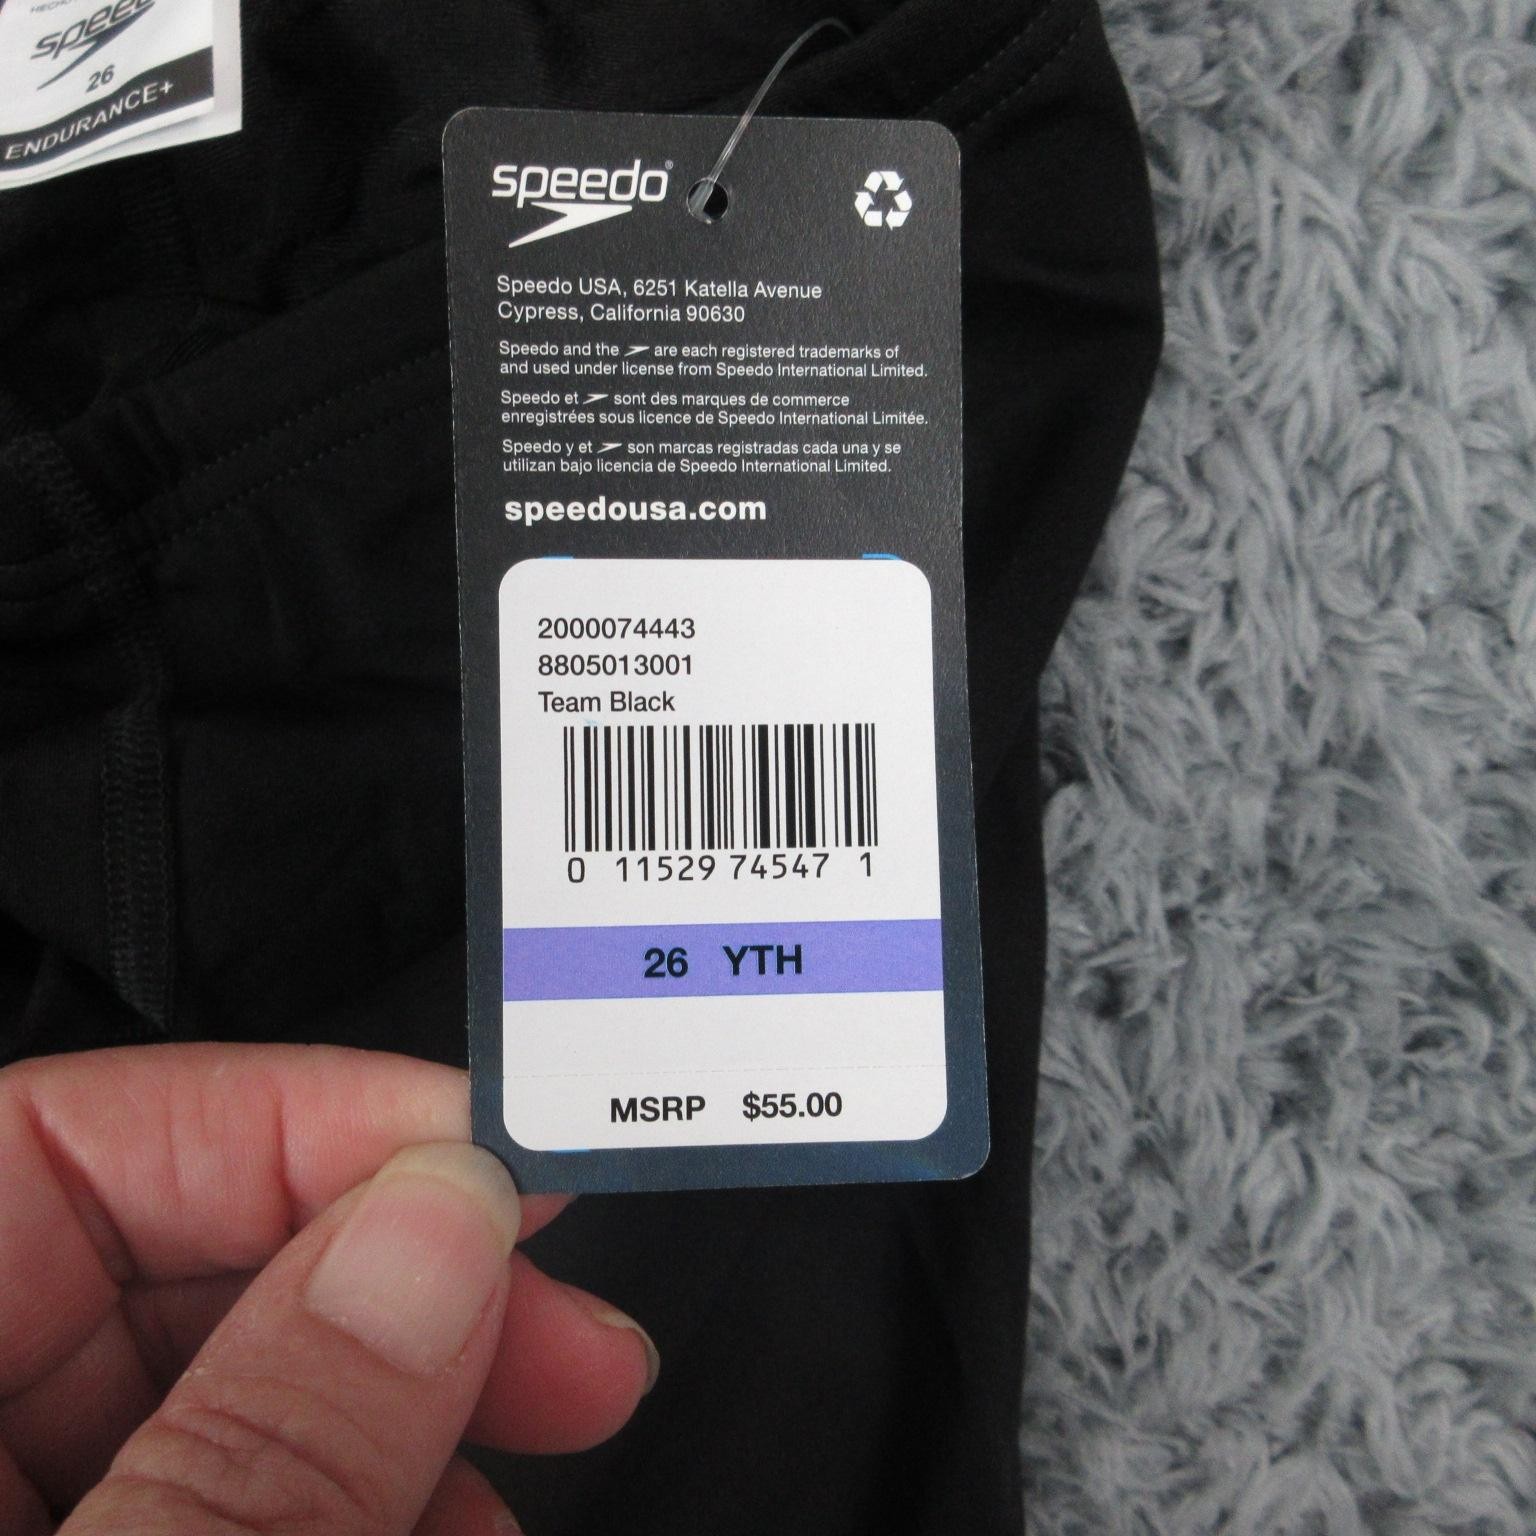 speedo
26
ENDURANCE+
speedo®
Speedo USA, 6251 Katella Avenue
Cypress, California 90630
Speedo and the are each registered trademarks of
and used under license from Speedo International Limited.
Speedo et sont des marques de commerce
enregistrées sous licence de Speedo International Limitée.
Speedo y et son marcas registradas cada una y se
utilizan bajo licencia de Speedo International Limited.
speedousa.com
2000074443
8805013001
Team Black
0 11529 74547 1
26 YTH
MSRP $55.00